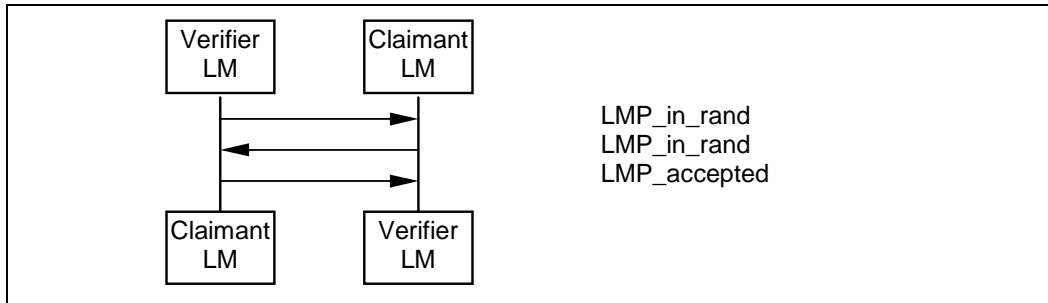 Verifier
LM
Claimant
LM
LMP_in_rand
LMP_in_rand
LMP_accepted
Claimant
LM
Verifier
LM